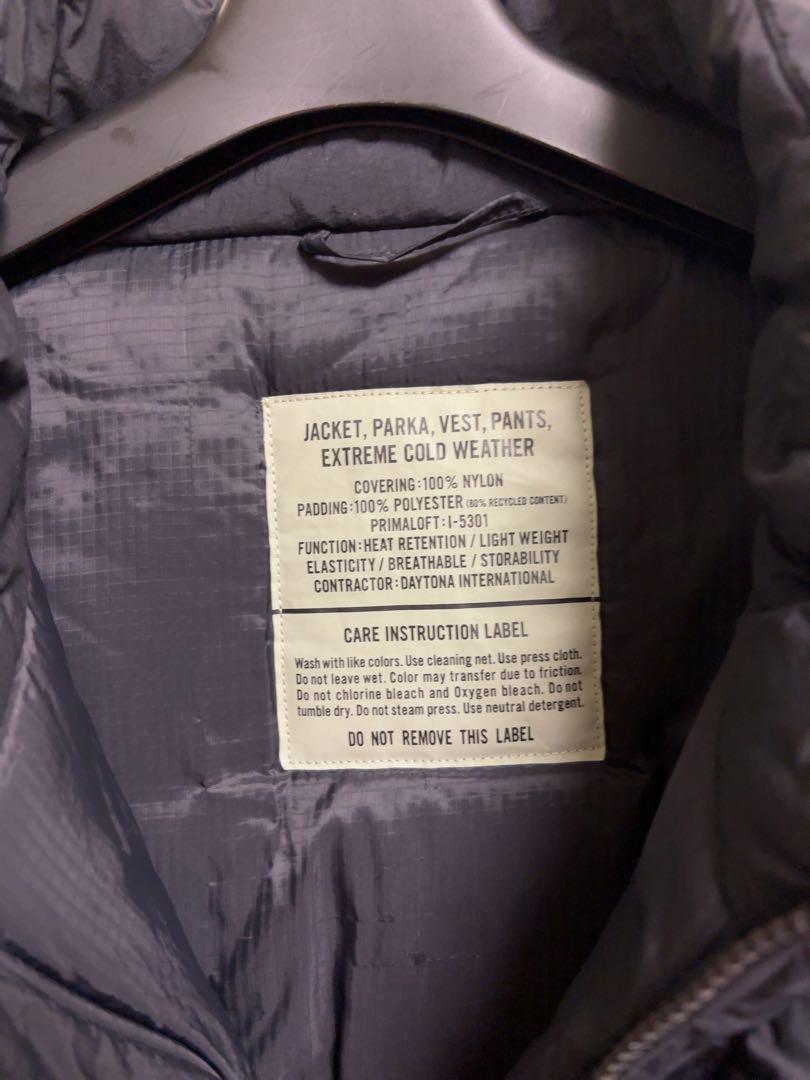 JACKET, PARKA, VEST, PANTS,
EXTREME COLD WEATHER
COVERING:100% NYLON
PADDING:100% POLYESTER (80% RECYCLED CONTENT)
PRIMALOFT:I-5301
FUNCTION:HEAT RETENTION / LIGHT WEIGHT
ELASTICITY / BREATHABLE / STORABILITY
CONTRACTOR:DAYTONA INTERNATIONAL
CARE INSTRUCTION LABEL
Wash with like colors. Use cleaning net. Use press cloth.
Do not leave wet. Color may transfer due to friction.
Do not chlorine bleach and Oxygen bleach. Do not
tumble dry. Do not steam press. Use neutral detergent.
DO NOT REMOVE THIS LABEL